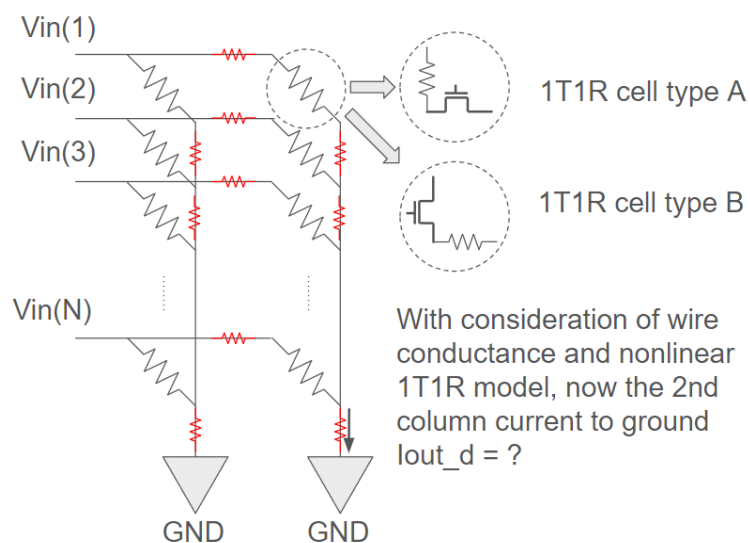 Vin(1)
Vin(2)
Vin(3)
Vin(N)
1T1R cell type A
1T1R cell type B
With consideration of wire
conductance and nonlinear
1T1R model, now the 2nd
column current to ground
Iout_d = ?
GND
GND